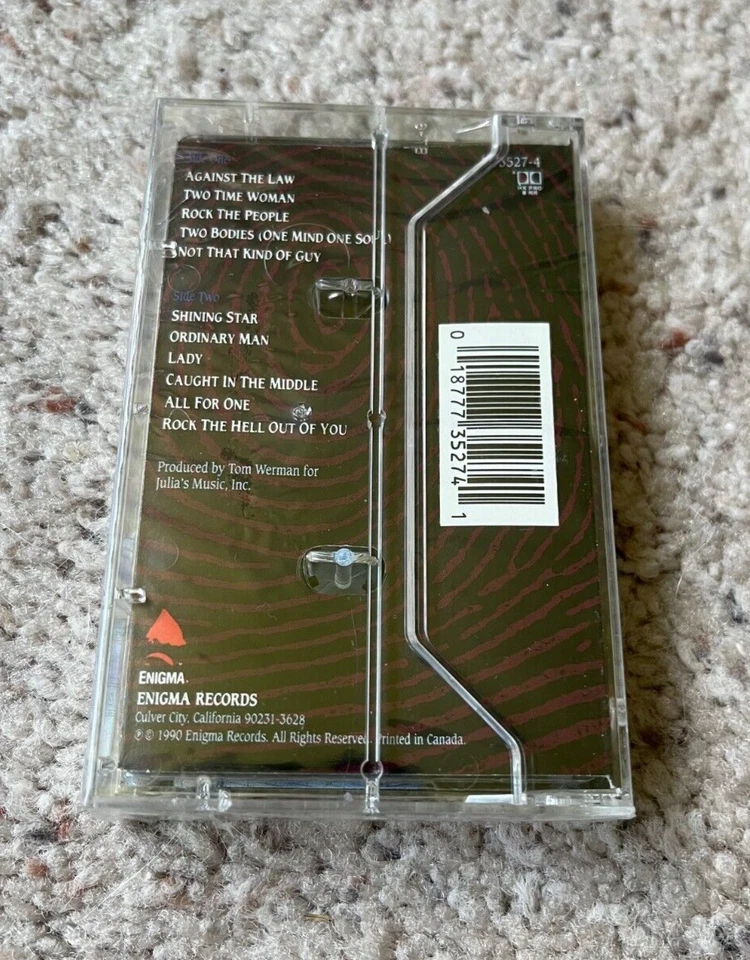 Side One
AGAINST THE LAW
TWO TIME WOMAN
ROCK THE PEOPLE
TWO BODIES (ONE MIND ONE SOUL)
NOT THAT KIND OF GUY
Side Two
SHINING STAR
ORDINARY MAN
LADY
CAUGHT IN THE MIDDLE
ALL FOR ONE
ROCK THE HELL OUT OF YOU
Produced by Tom Werman for
Julia's Music, Inc.
ENIGMA
ENIGMA RECORDS
Culver City, California 90231-3628
℗ © 1990 Enigma Records. All Rights Reserved. Printed in Canada.
3527-4
0 18777 35274 1